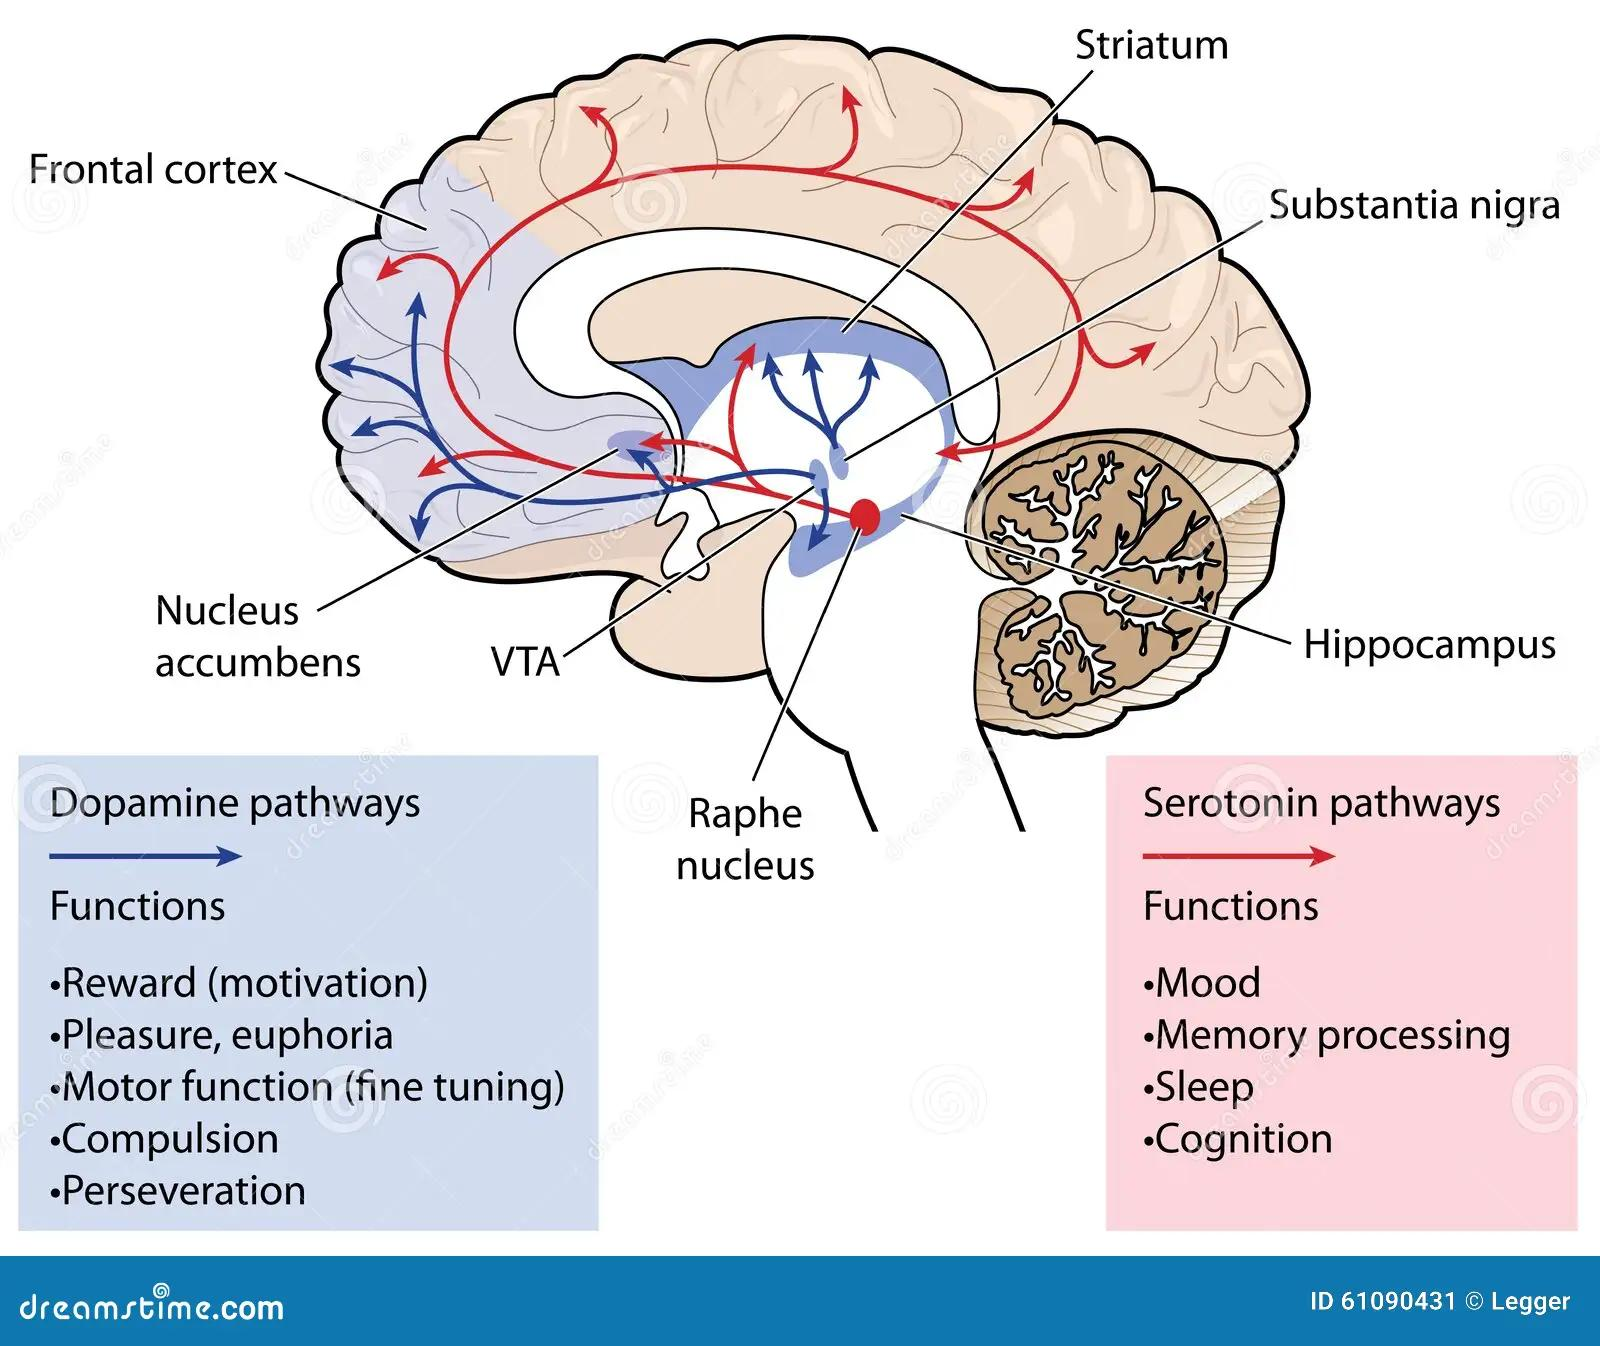 Striatum
Frontal cortex
Substantia nigra
Nucleus
accumbens
VTA
Hippocampus
Raphe
nucleus
Dopamine pathways
Functions
•Reward (motivation)
•Pleasure, euphoria
•Motor function (fine tuning)
•Compulsion
•Perseveration
Serotonin pathways
Functions
•Mood
•Memory processing
•Sleep
•Cognition
dreamstime.com
ID 61090431 © Legger